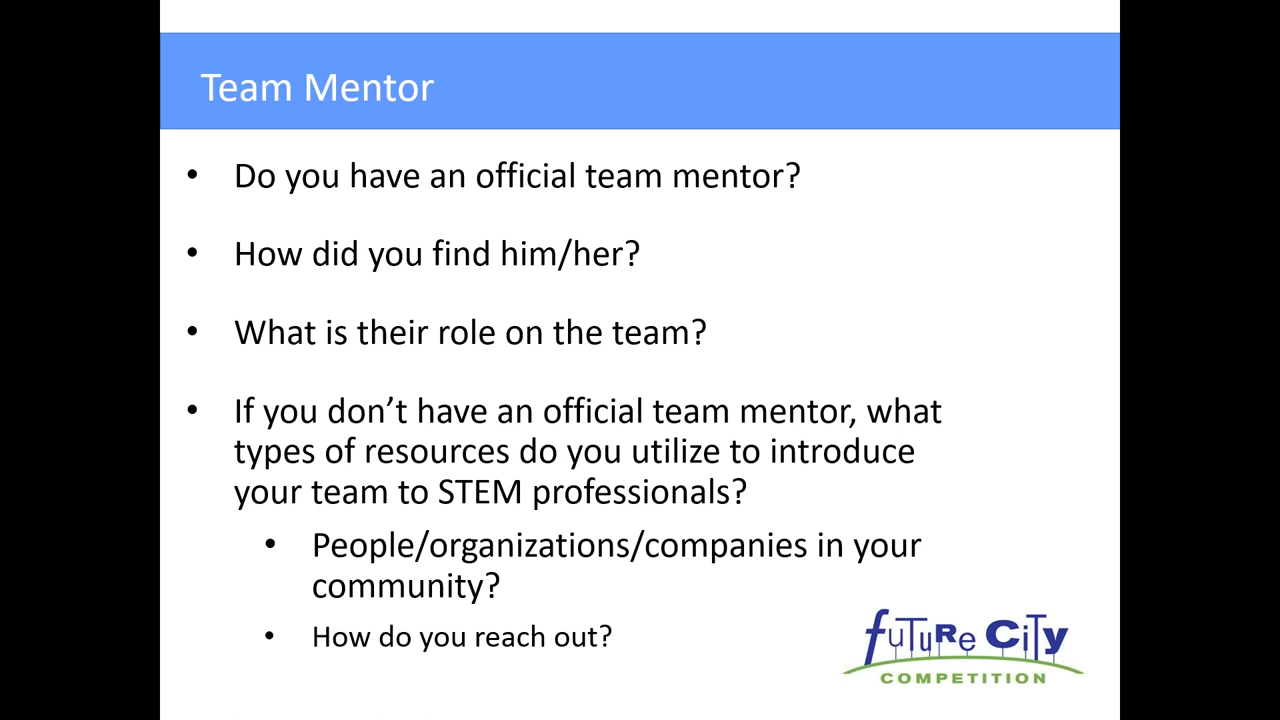 Team Mentor
• Do you have an official team mentor?
• How did you find him/her?
• What is their role on the team?
• If you don’t have an official team mentor, what
types of resources do you utilize to introduce
your team to STEM professionals?
• People/organizations/companies in your
community?
• How do you reach out?
fuTuRe CiTy
COMPETITION